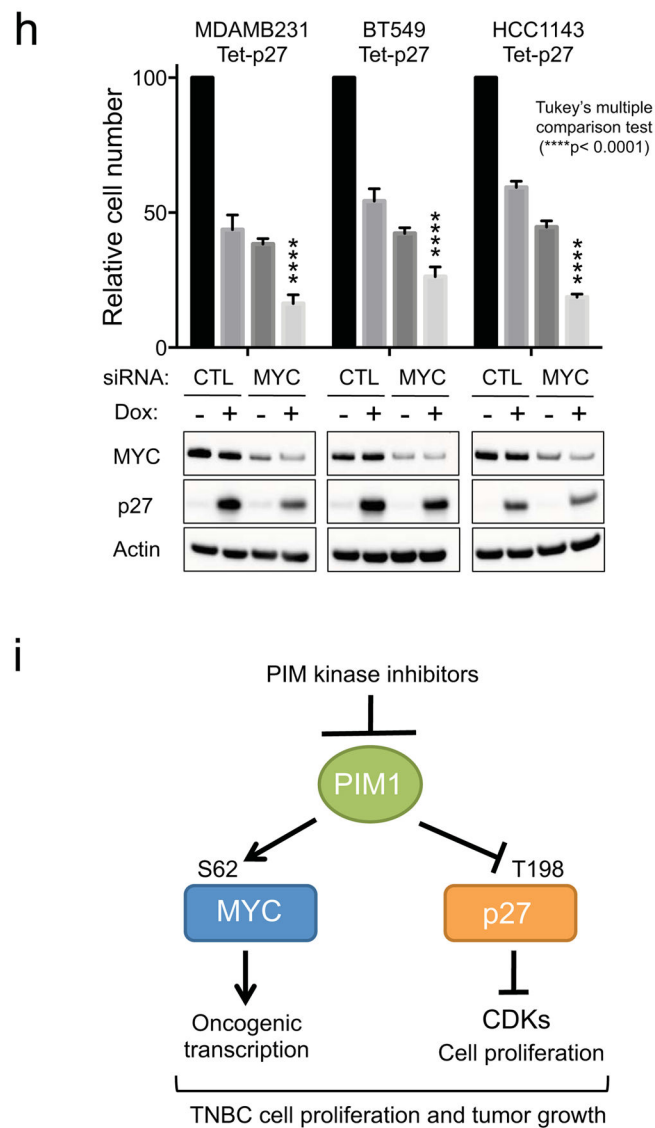 h
MDAMB231 BT549 HCC1143
Tet-p27 Tet-p27 Tet-p27
100
Tukey's multiple
comparison test
(****p< 0.0001)
Relative cell number
50
0
**** **** ****
siRNA: CTL MYC CTL MYC CTL MYC
Dox: - + - + - + - + - + - +
MYC
p27
Actin
i
PIM kinase inhibitors
PIM1
S62 T198
MYC p27
Oncogenic
transcription
CDKs
Cell proliferation
TNBC cell proliferation and tumor growth